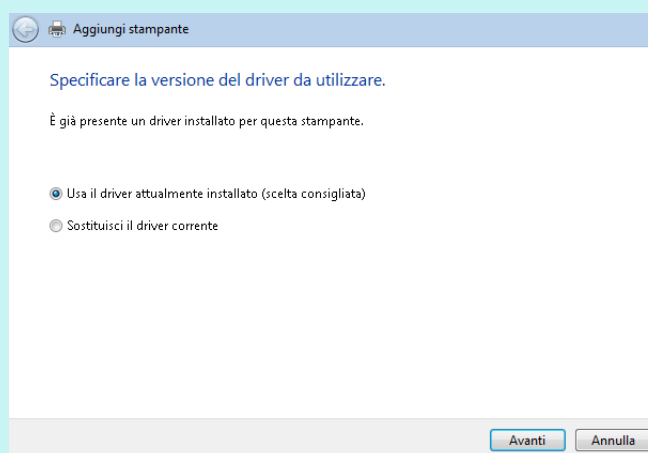 Aggiungi stampante
Specificare la versione del driver da utilizzare.
È già presente un driver installato per questa stampante.
Usa il driver attualmente installato (scelta consigliata)
Sostituisci il driver corrente
Avanti Annulla